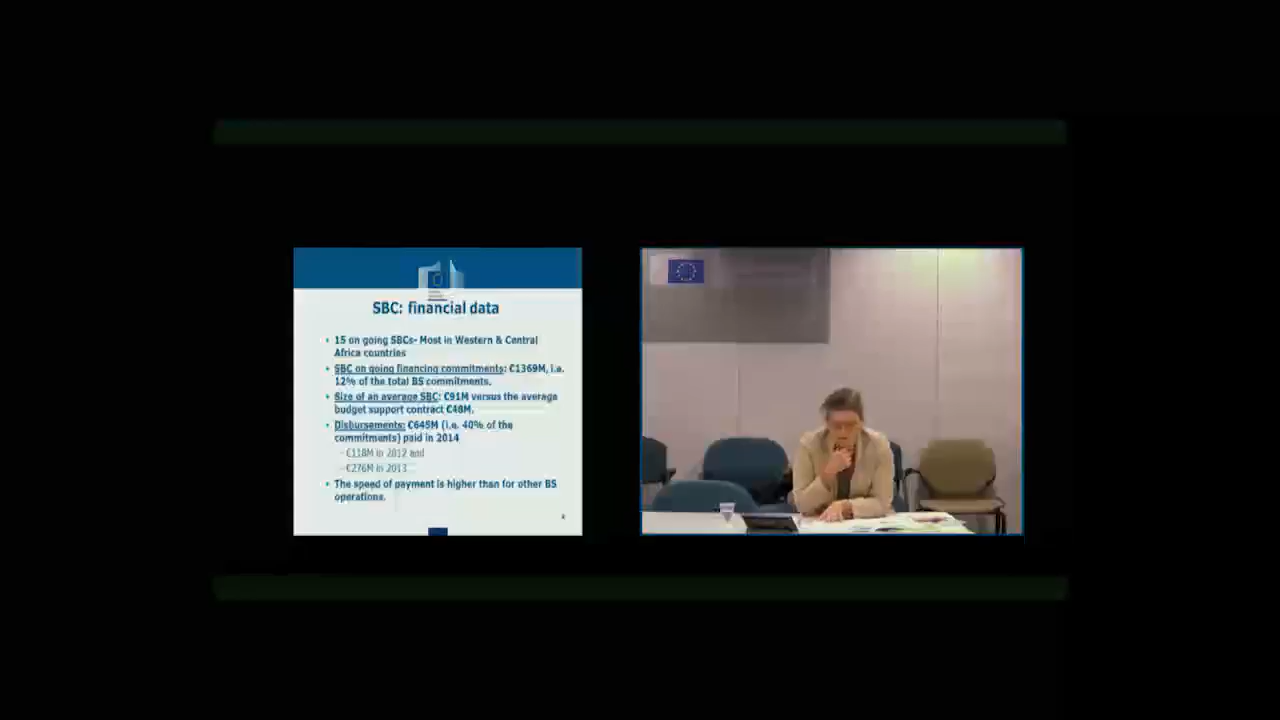 SBC: financial data
• 15 on going SBCs- Most in Western & Central
Africa countries
• SBC on going financing commitments: €1369M, i.e.
12% of the total BS commitments.
• Size of an average SBC: €91M versus the average
budget support contract €48M.
• Disbursements: €645M (i.e. 40% of the
commitments) paid in 2014
- €118M in 2012 and
- €276M in 2013
• The speed of payment is higher than for other BS
operations.